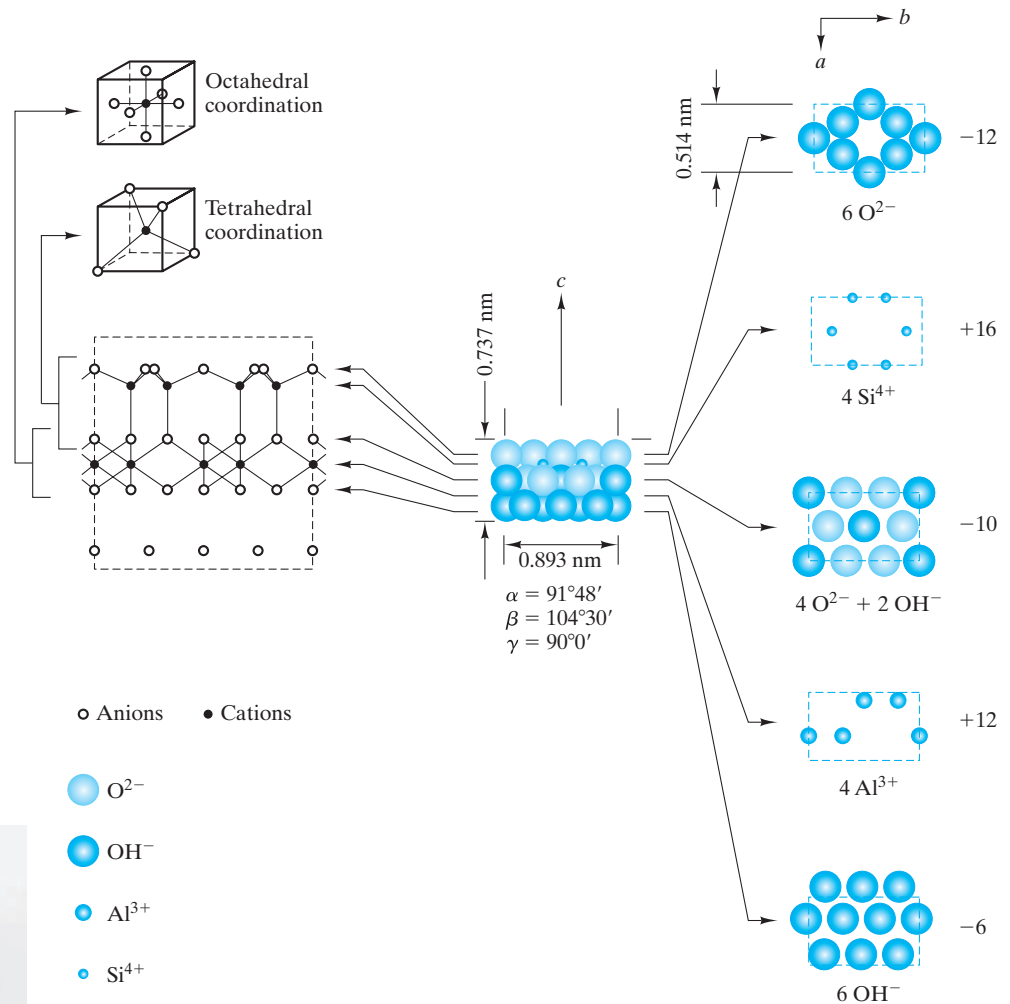 Octahedral
coordination
Tetrahedral
coordination
b
a
0.514 nm
−12
6 O²⁻
+16
4 Si⁴⁺
c
0.737 nm
0.893 nm
α = 91°48′
β = 104°30′
γ = 90°0′
−10
4 O²⁻ + 2 OH⁻
+12
4 Al³⁺
−6
6 OH⁻
Anions
Cations
O²⁻
OH⁻
Al³⁺
Si⁴⁺